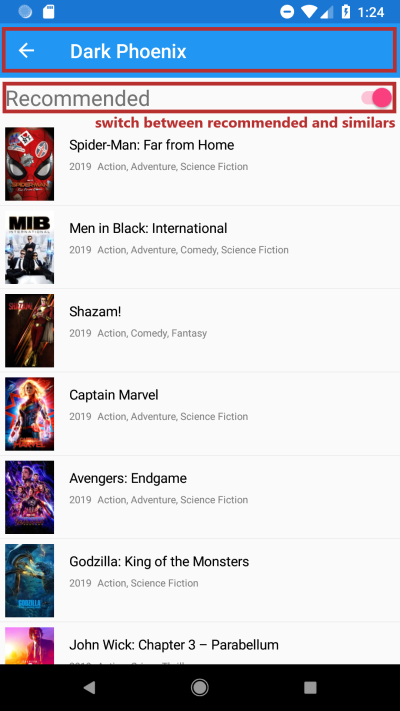 1:24
Dark Phoenix
Recommended
switch between recommended and similars
Spider-Man: Far from Home
2019 Action, Adventure, Science Fiction
MIB
INTERNATIONAL
Men in Black: International
2019 Action, Adventure, Comedy, Science Fiction
SHAZAM!
Shazam!
2019 Action, Comedy, Fantasy
Captain Marvel
2019 Action, Adventure, Science Fiction
Avengers: Endgame
2019 Action, Adventure, Science Fiction
GODZILLA
Godzilla: King of the Monsters
2019 Action, Science Fiction
John Wick: Chapter 3 – Parabellum